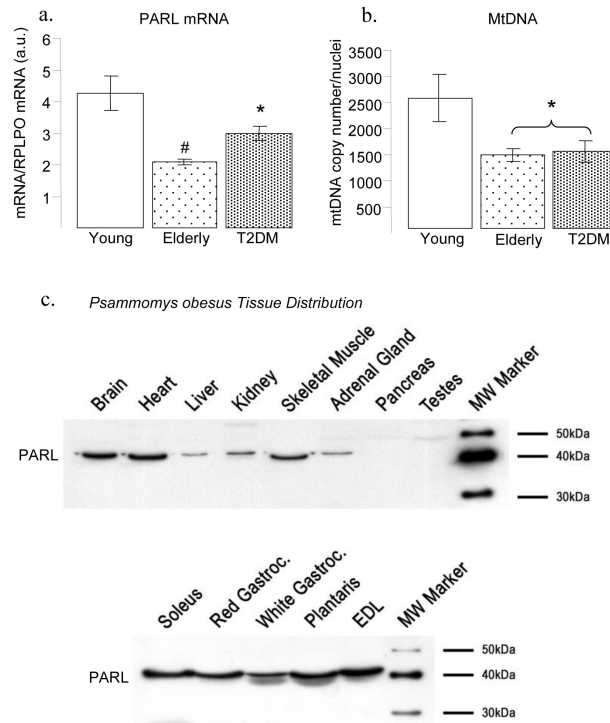 a.
PARL mRNA
mRNA/RPLPO mRNA (a.u.)
6
5
4
3
2
1
#
*
Young
Elderly
T2DM
b.
MtDNA
mtDNA copy number/nuclei
3500
3000
2500
2000
1500
1000
500
*
Young
Elderly
T2DM
c.
Psammomys obesus Tissue Distribution
Brain
Heart
Liver
Kidney
Skeletal Muscle
Adrenal Gland
Pancreas
Testes
MW Marker
PARL
50kDa
40kDa
30kDa
Soleus
Red Gastroc.
White Gastroc.
Plantaris
EDL
MW Marker
PARL
50kDa
40kDa
30kDa